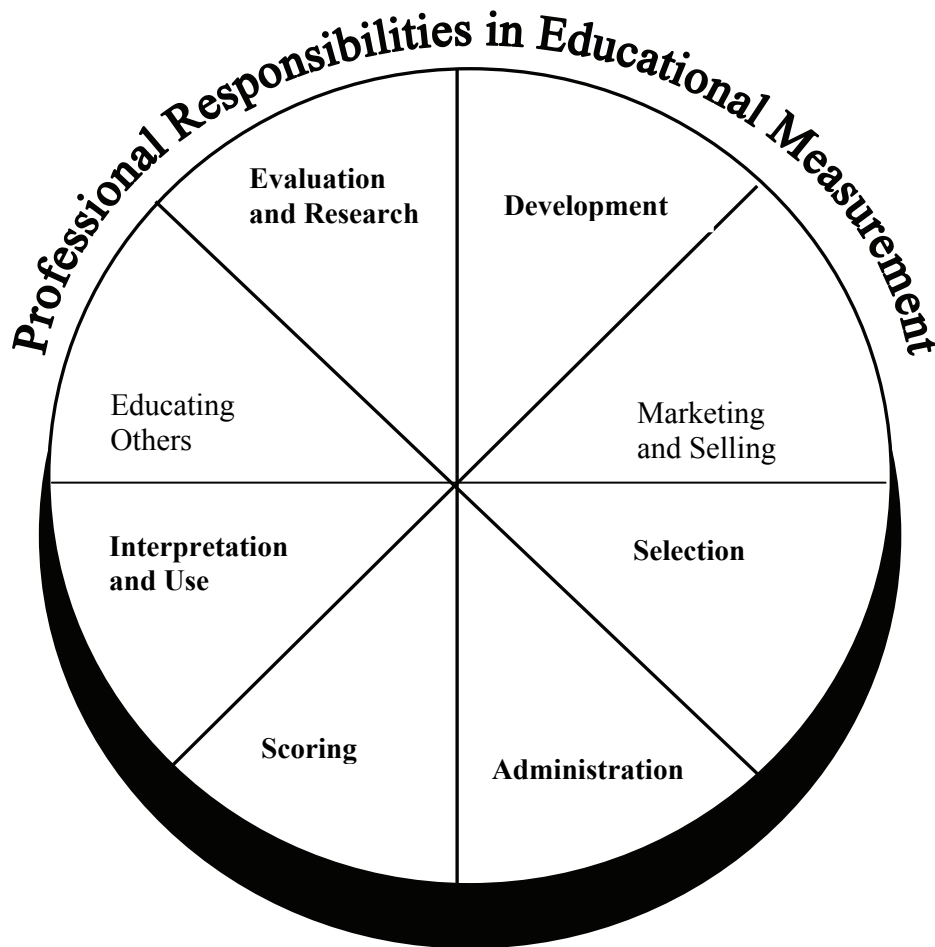 Professional Responsibilities in Educational Measurement
Evaluation
and Research
Development
Educating
Others
Marketing
and Selling
Interpretation
and Use
Selection
Scoring
Administration